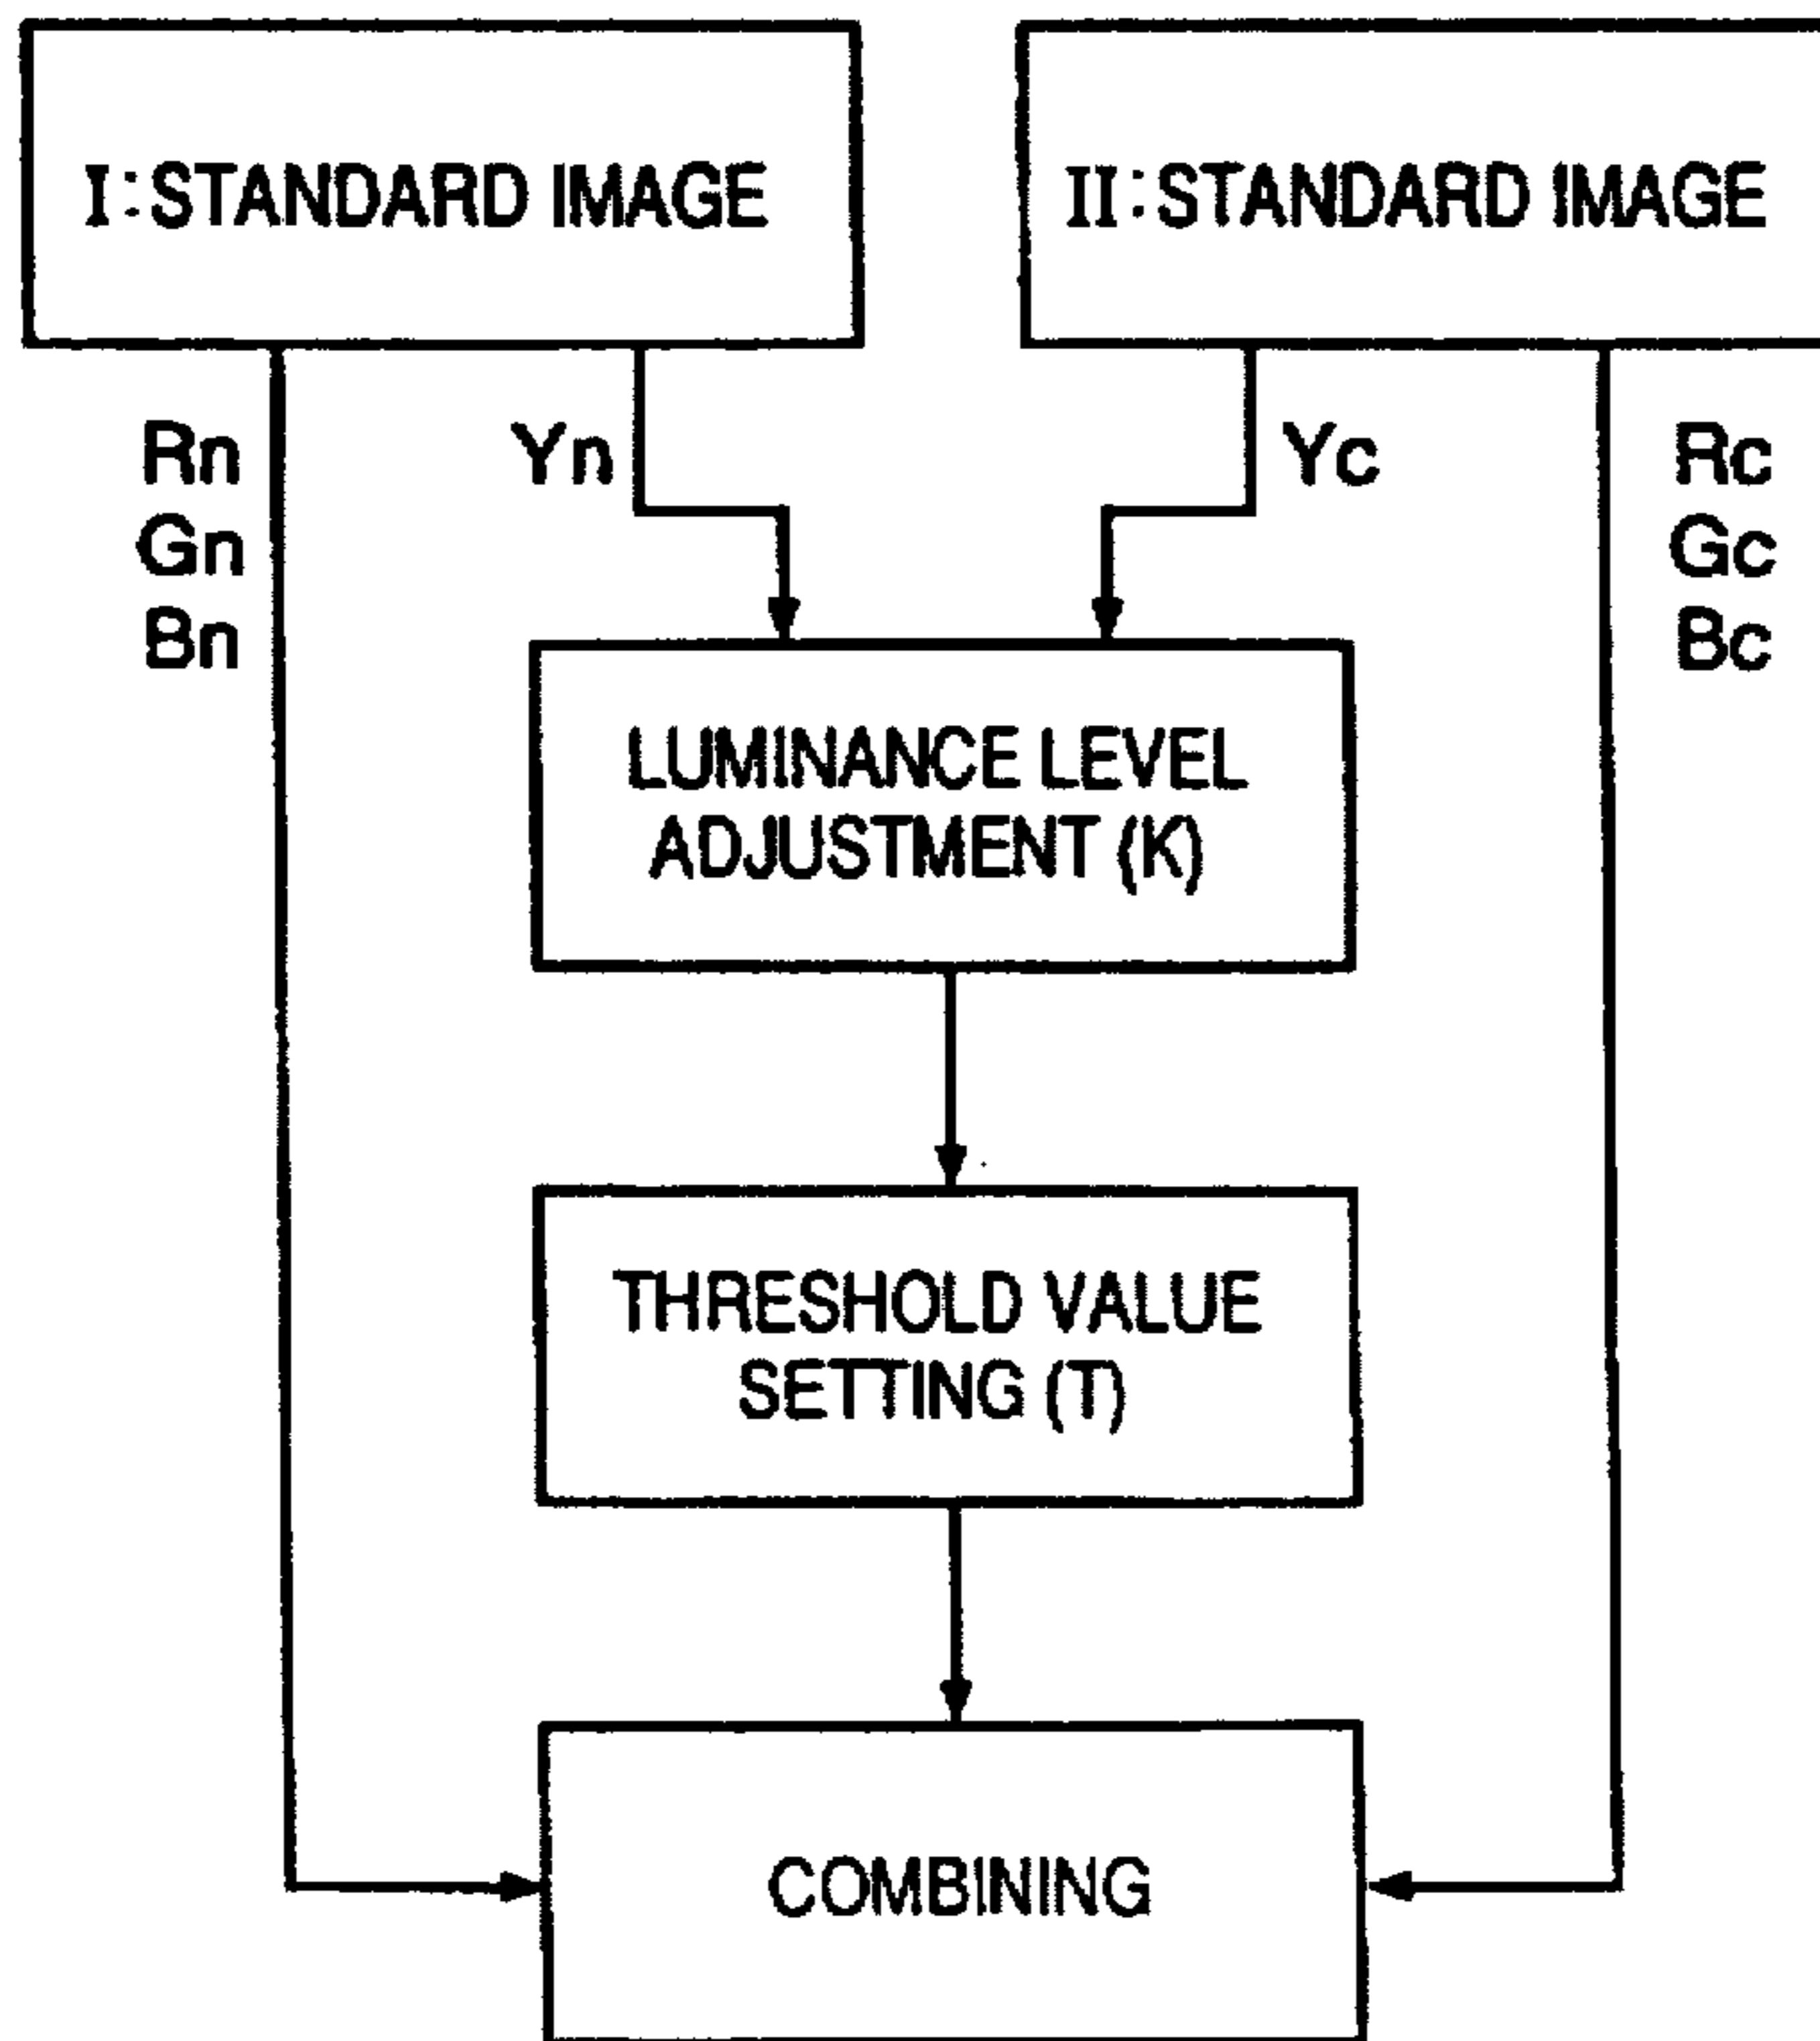 I:STANDARD IMAGE
II:STANDARD IMAGE
Rn
Gn
Bn
Yn
Yc
Rc
Gc
Bc
LUMINANCE LEVEL
ADJUSTMENT (K)
THRESHOLD VALUE
SETTING (T)
COMBINING